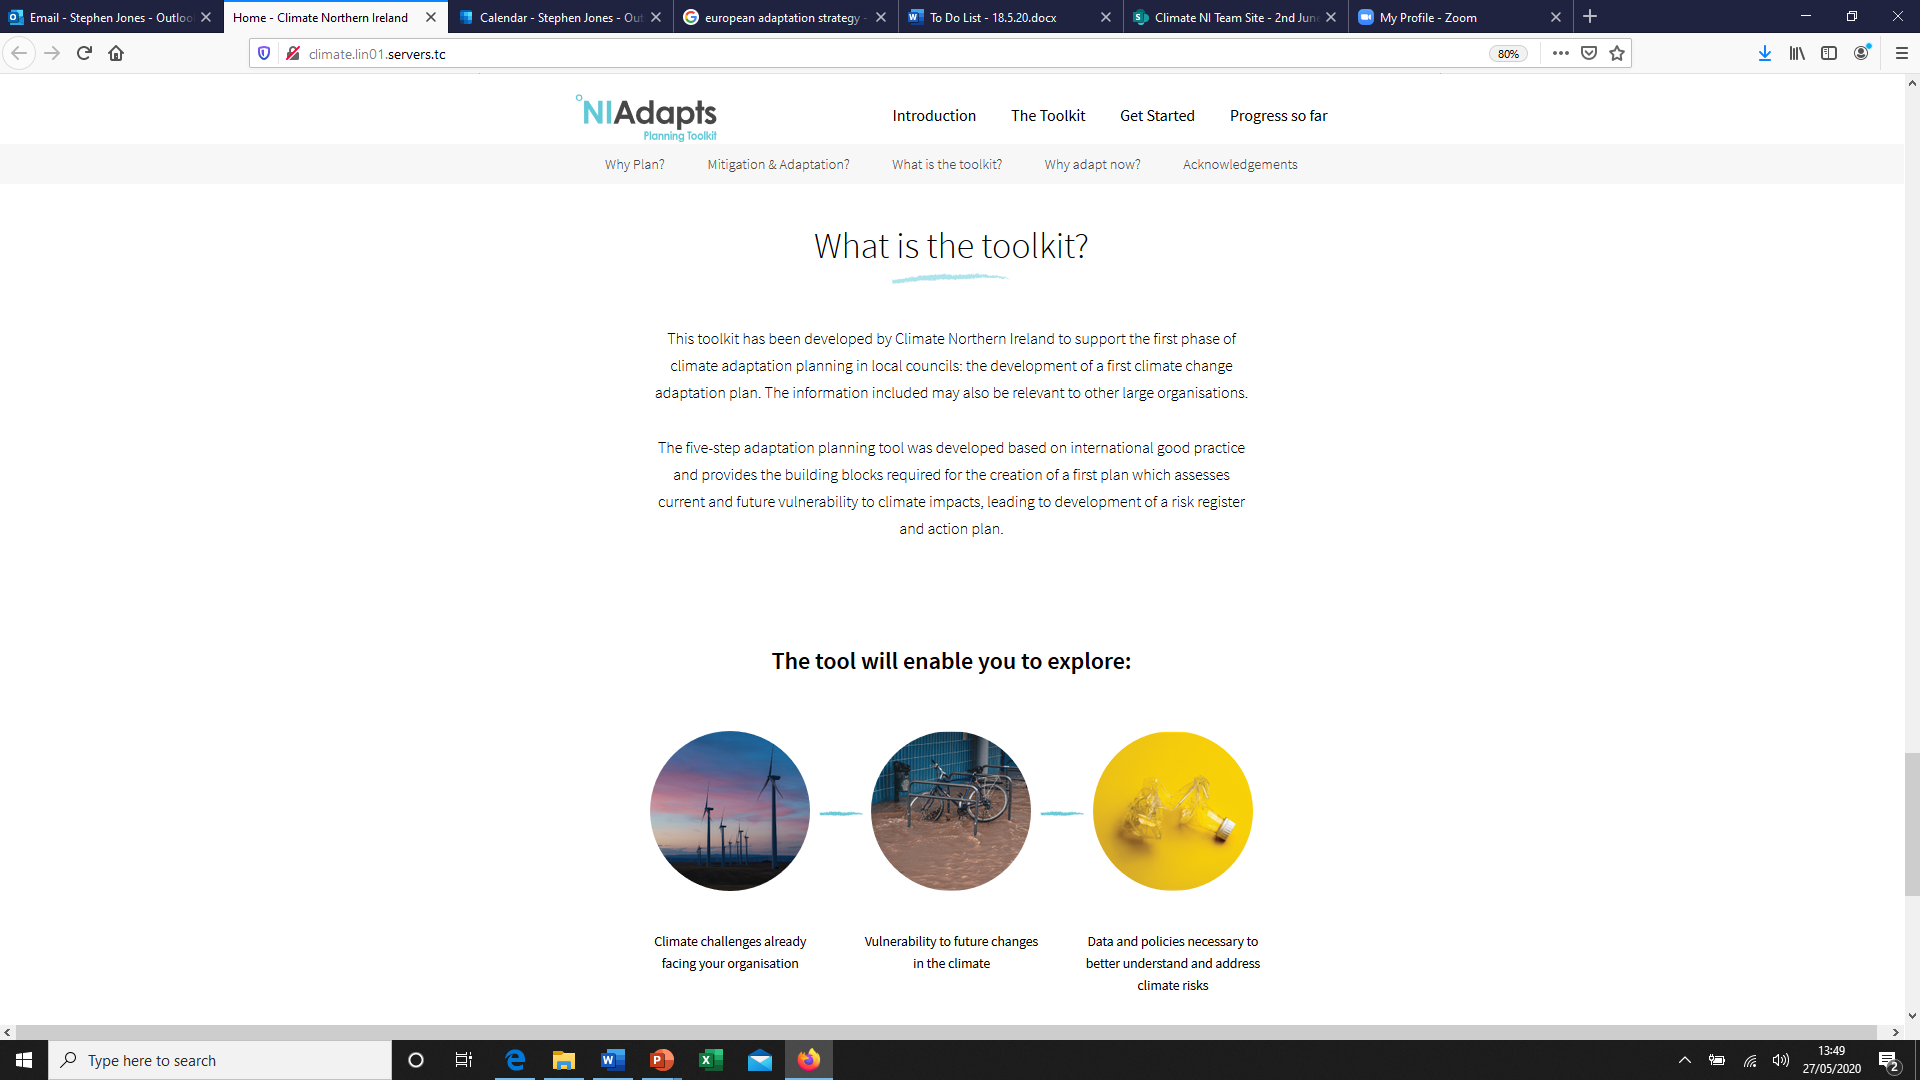 Email - Stephen Jones - Outloo
Home - Climate Northern Ireland
Calendar - Stephen Jones - Out
european adaptation strategy -
To Do List - 18.5.20.docx
Climate NI Team Site - 2nd June
My Profile - Zoom
climate.lin01.servers.tc
80%
NIAdapts
Planning Toolkit
Introduction
The Toolkit
Get Started
Progress so far
Why Plan?
Mitigation & Adaptation?
What is the toolkit?
Why adapt now?
Acknowledgements
What is the toolkit?
This toolkit has been developed by Climate Northern Ireland to support the first phase of
climate adaptation planning in local councils: the development of a first climate change
adaptation plan. The information included may also be relevant to other large organisations.
The five-step adaptation planning tool was developed based on international good practice
and provides the building blocks required for the creation of a first plan which assesses
current and future vulnerability to climate impacts, leading to development of a risk register
and action plan.
The tool will enable you to explore:
Climate challenges already
facing your organisation
Vulnerability to future changes
in the climate
Data and policies necessary to
better understand and address
climate risks
Type here to search
13:49
27/05/2020
2